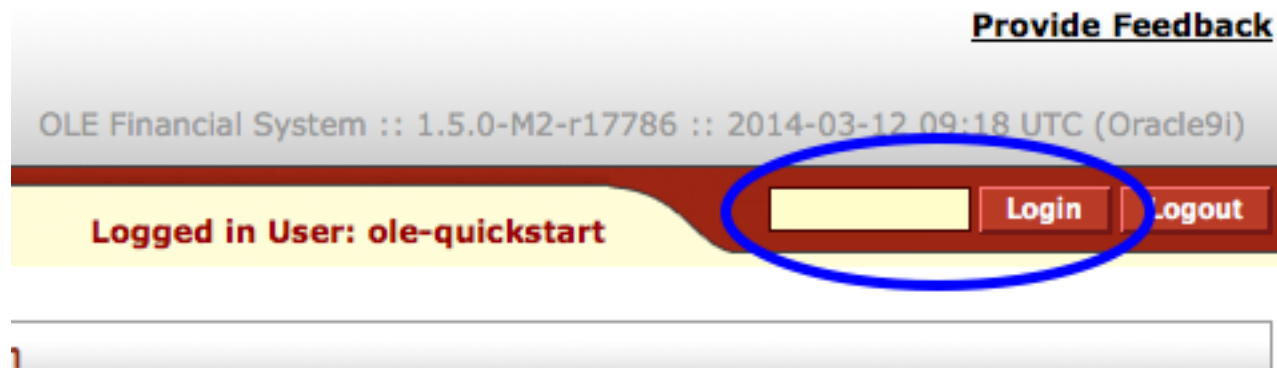 Provide Feedback
OLE Financial System :: 1.5.0-M2-r17786 :: 2014-03-12 09:18 UTC (Oracle9i)
Logged in User: ole-quickstart Login Logout